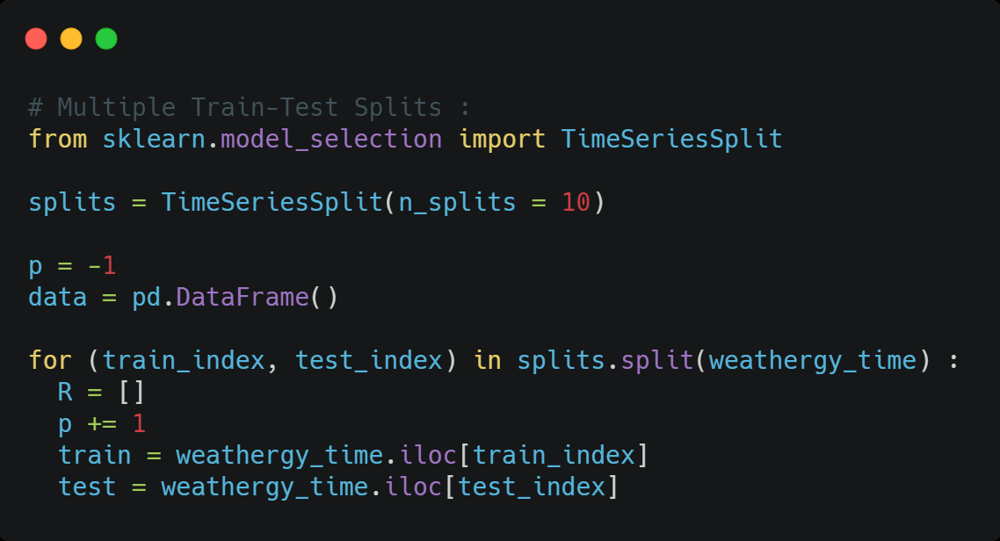 # Multiple Train-Test Splits :
from sklearn.model_selection import TimeSeriesSplit
splits = TimeSeriesSplit(n_splits = 10)
p = -1
data = pd.DataFrame()
for (train_index, test_index) in splits.split(weathergy_time) :
  R = []
  p += 1
  train = weathergy_time.iloc[train_index]
  test = weathergy_time.iloc[test_index]